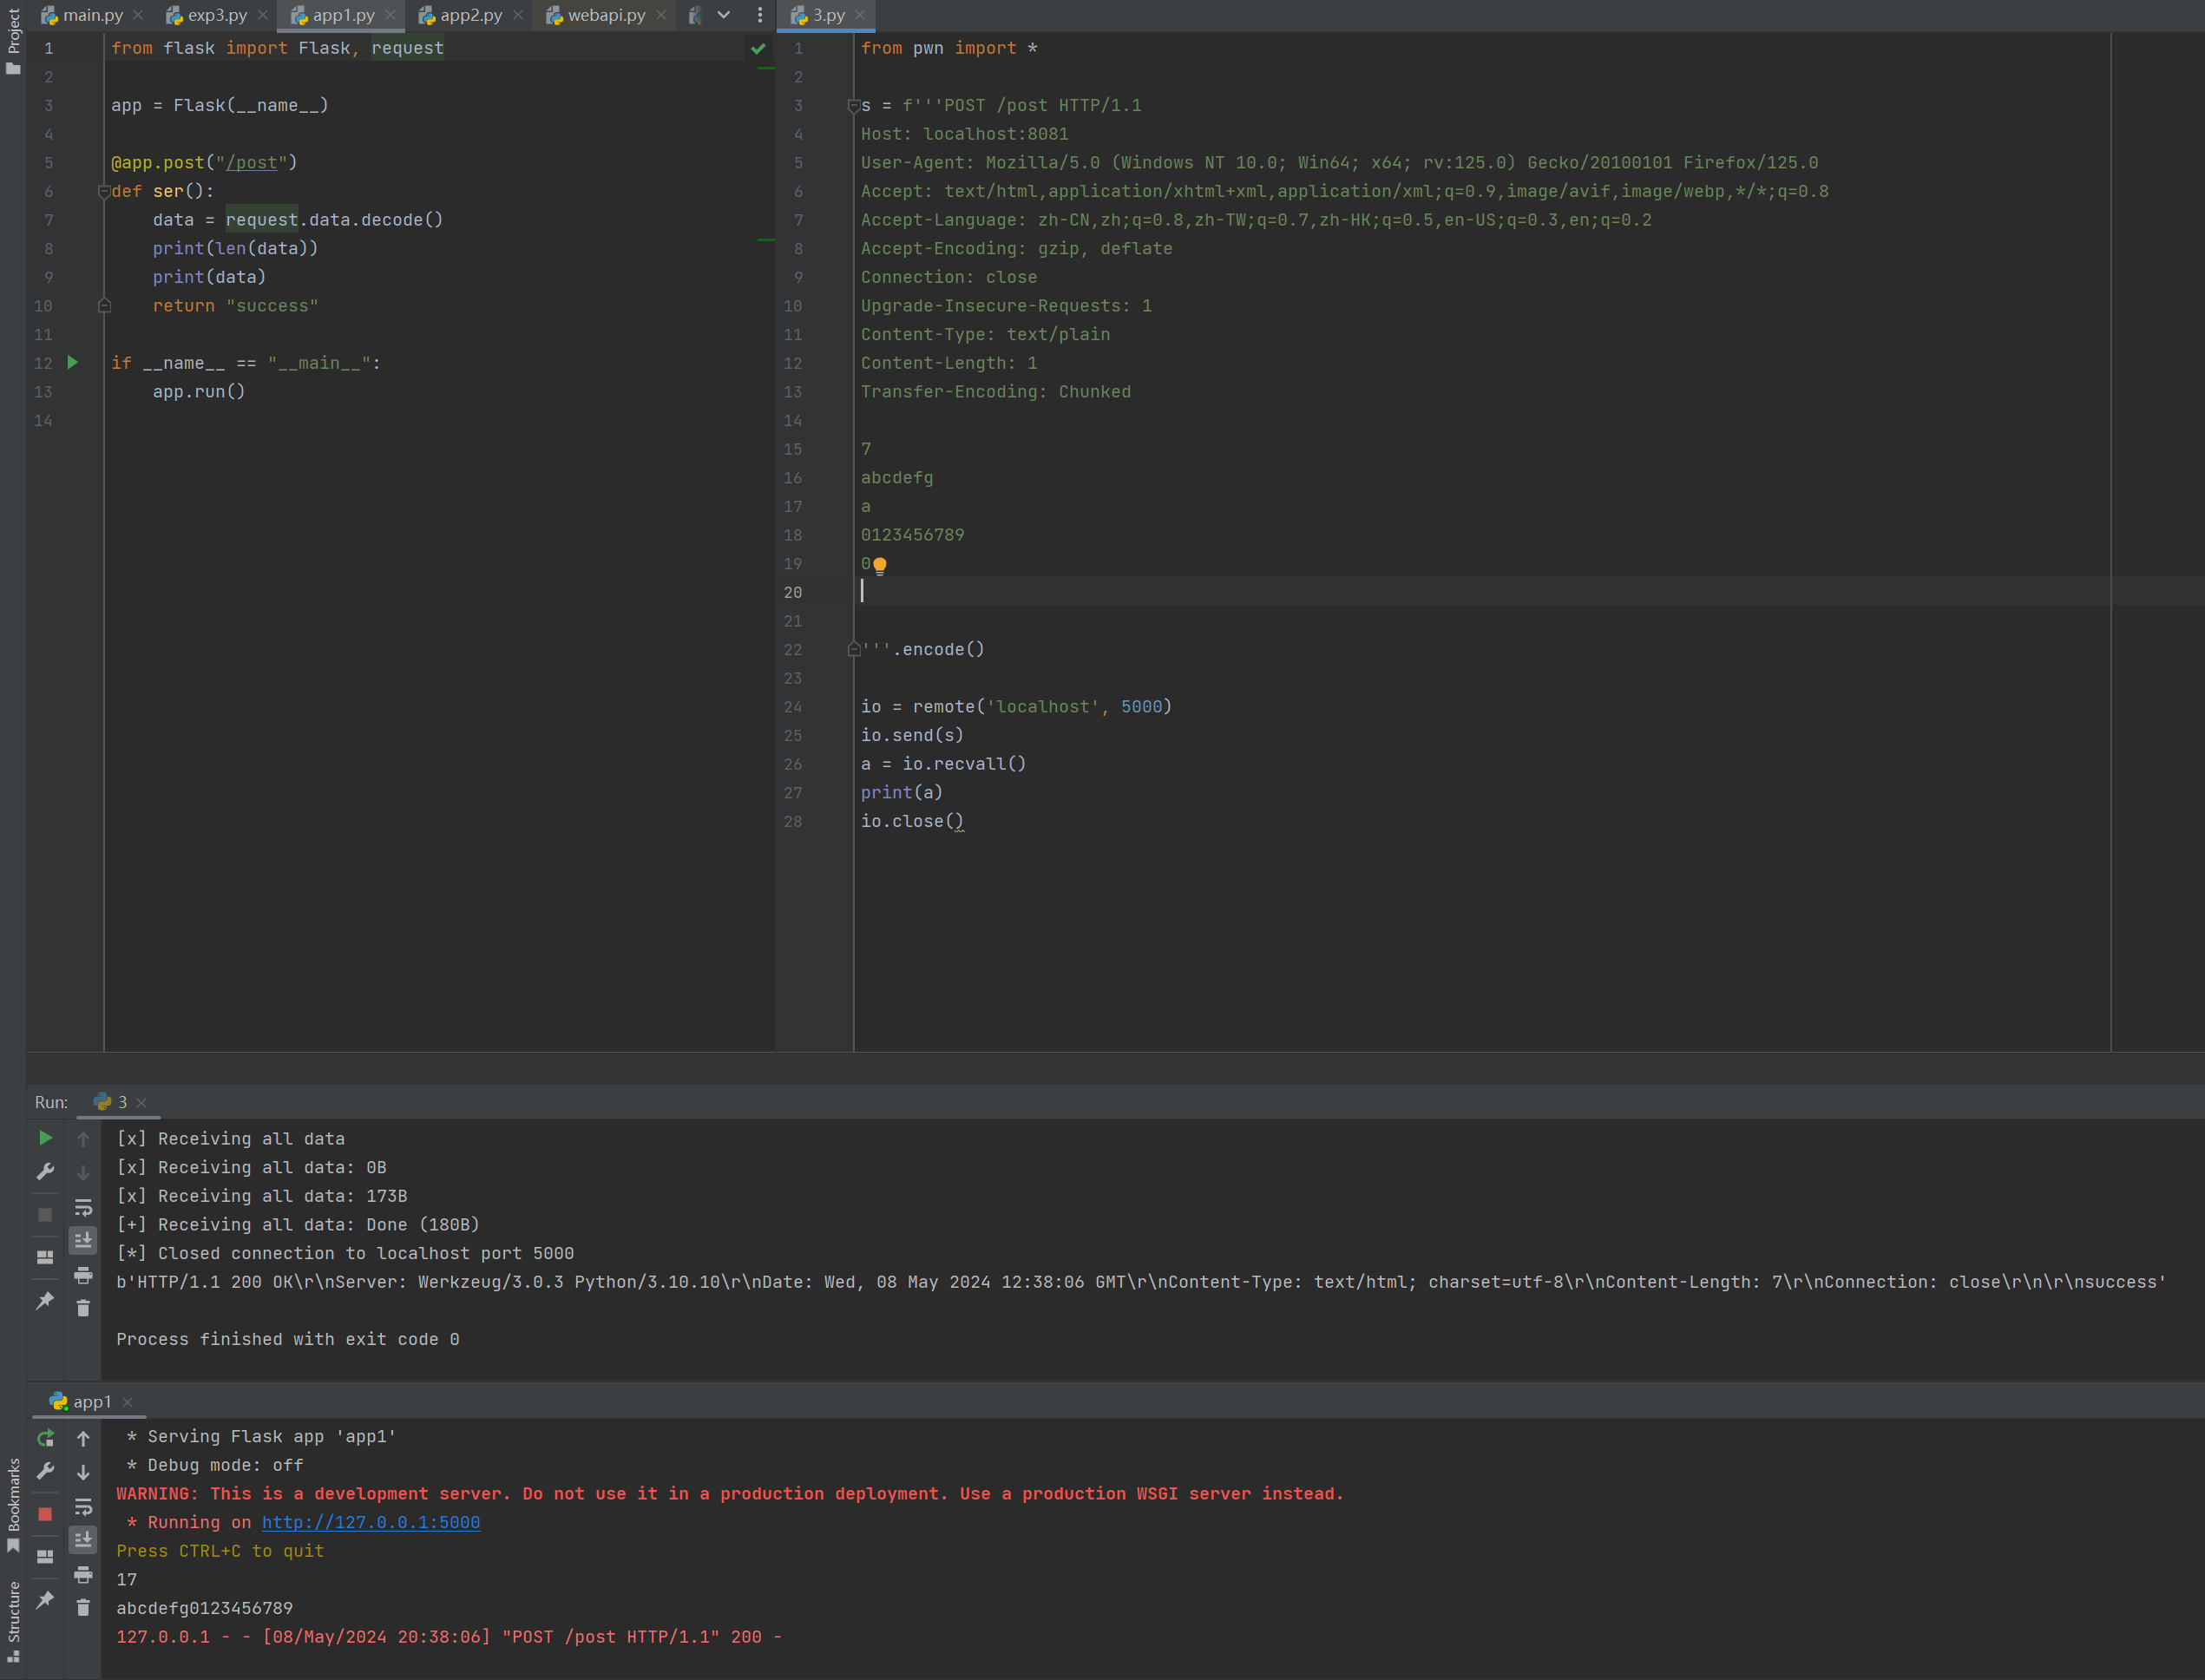 Project
main.py
exp3.py
app1.py
app2.py
webapi.py
3.py
1 from flask import Flask, request
2
3 app = Flask(__name__)
4
5 @app.post("/post")
6 def ser():
7     data = request.data.decode()
8     print(len(data))
9     print(data)
10     return "success"
11
12 if __name__ == "__main__":
13     app.run()
14
1 from pwn import *
2
3 s = f'''POST /post HTTP/1.1
4 Host: localhost:8081
5 User-Agent: Mozilla/5.0 (Windows NT 10.0; Win64; x64; rv:125.0) Gecko/20100101 Firefox/125.0
6 Accept: text/html,application/xhtml+xml,application/xml;q=0.9,image/avif,image/webp,*/*;q=0.8
7 Accept-Language: zh-CN,zh;q=0.8,zh-TW;q=0.7,zh-HK;q=0.5,en-US;q=0.3,en;q=0.2
8 Accept-Encoding: gzip, deflate
9 Connection: close
10 Upgrade-Insecure-Requests: 1
11 Content-Type: text/plain
12 Content-Length: 1
13 Transfer-Encoding: Chunked
14
15 7
16 abcdefg
17 a
18 0123456789
19 0
20
21
22 '''.encode()
23
24 io = remote('localhost', 5000)
25 io.send(s)
26 a = io.recvall()
27 print(a)
28 io.close()
Run:
3
[x] Receiving all data
[x] Receiving all data: 0B
[x] Receiving all data: 173B
[+] Receiving all data: Done (180B)
[*] Closed connection to localhost port 5000
b'HTTP/1.1 200 OK\r\nServer: Werkzeug/3.0.3 Python/3.10.10\r\nDate: Wed, 08 May 2024 12:38:06 GMT\r\nContent-Type: text/html; charset=utf-8\r\nContent-Length: 7\r\nConnection: close\r\n\r\nsuccess'
Process finished with exit code 0
app1
* Serving Flask app 'app1'
* Debug mode: off
WARNING: This is a development server. Do not use it in a production deployment. Use a production WSGI server instead.
* Running on http://127.0.0.1:5000
Press CTRL+C to quit
17
abcdefg0123456789
127.0.0.1 - - [08/May/2024 20:38:06] "POST /post HTTP/1.1" 200 -
Bookmarks
Structure